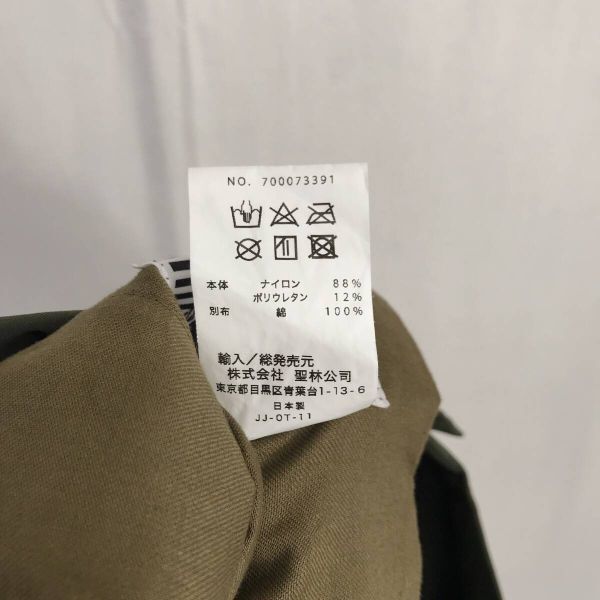 NO. 700073391
本体 ナイロン 88%
ポリウレタン 12%
別布 綿 100%
輸入／総発売元
株式会社 聖林公司
東京都目黒区青葉台1-13-6
日本製
JJ-OT-11